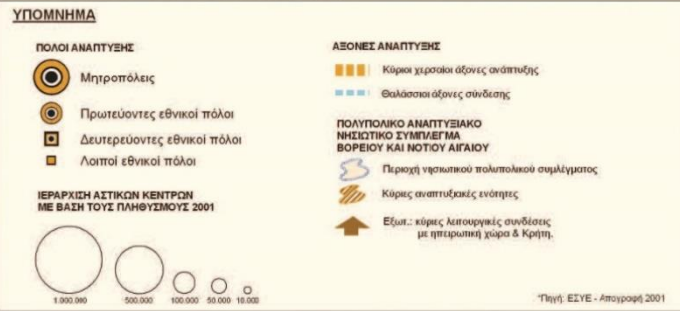 ΥΠΟΜΝΗΜΑ
ΠΟΛΟΙ ΑΝΑΠΤΥΞΗΣ
Μητροπόλεις
Πρωτεύοντες εθνικοί πόλοι
Δευτερεύοντες εθνικοί πόλοι
Λοιποί εθνικοί πόλοι
ΙΕΡΑΡΧΙΣΗ ΑΣΤΙΚΩΝ ΚΕΝΤΡΩΝ
ΜΕ ΒΑΣΗ ΤΟΥΣ ΠΛΗΘΥΣΜΟΥΣ 2001
1.000.000 500.000 100.000 50.000 10.000
ΑΞΟΝΕΣ ΑΝΑΠΤΥΞΗΣ
Κύριοι χερσαίοι άξονες ανάπτυξης
Θαλάσσιοι άξονες σύνδεσης
ΠΟΛΥΠΟΛΙΚΟ ΑΝΑΠΤΥΞΙΑΚΟ
ΝΗΣΙΩΤΙΚΟ ΣΥΜΠΛΕΓΜΑ
ΒΟΡΕΙΟΥ ΚΑΙ ΝΟΤΙΟΥ ΑΙΓΑΙΟΥ
Περιοχή νησιωτικού πολυπολικού συμλέγματος
Κύριες αναπτυξιακές ενότητες
Εξωτ.: κύριες λειτουργικές συνδέσεις
με ηπειρωτική χώρα & Κρήτη.
*Πηγή: ΕΣΥΕ - Απογραφή 2001